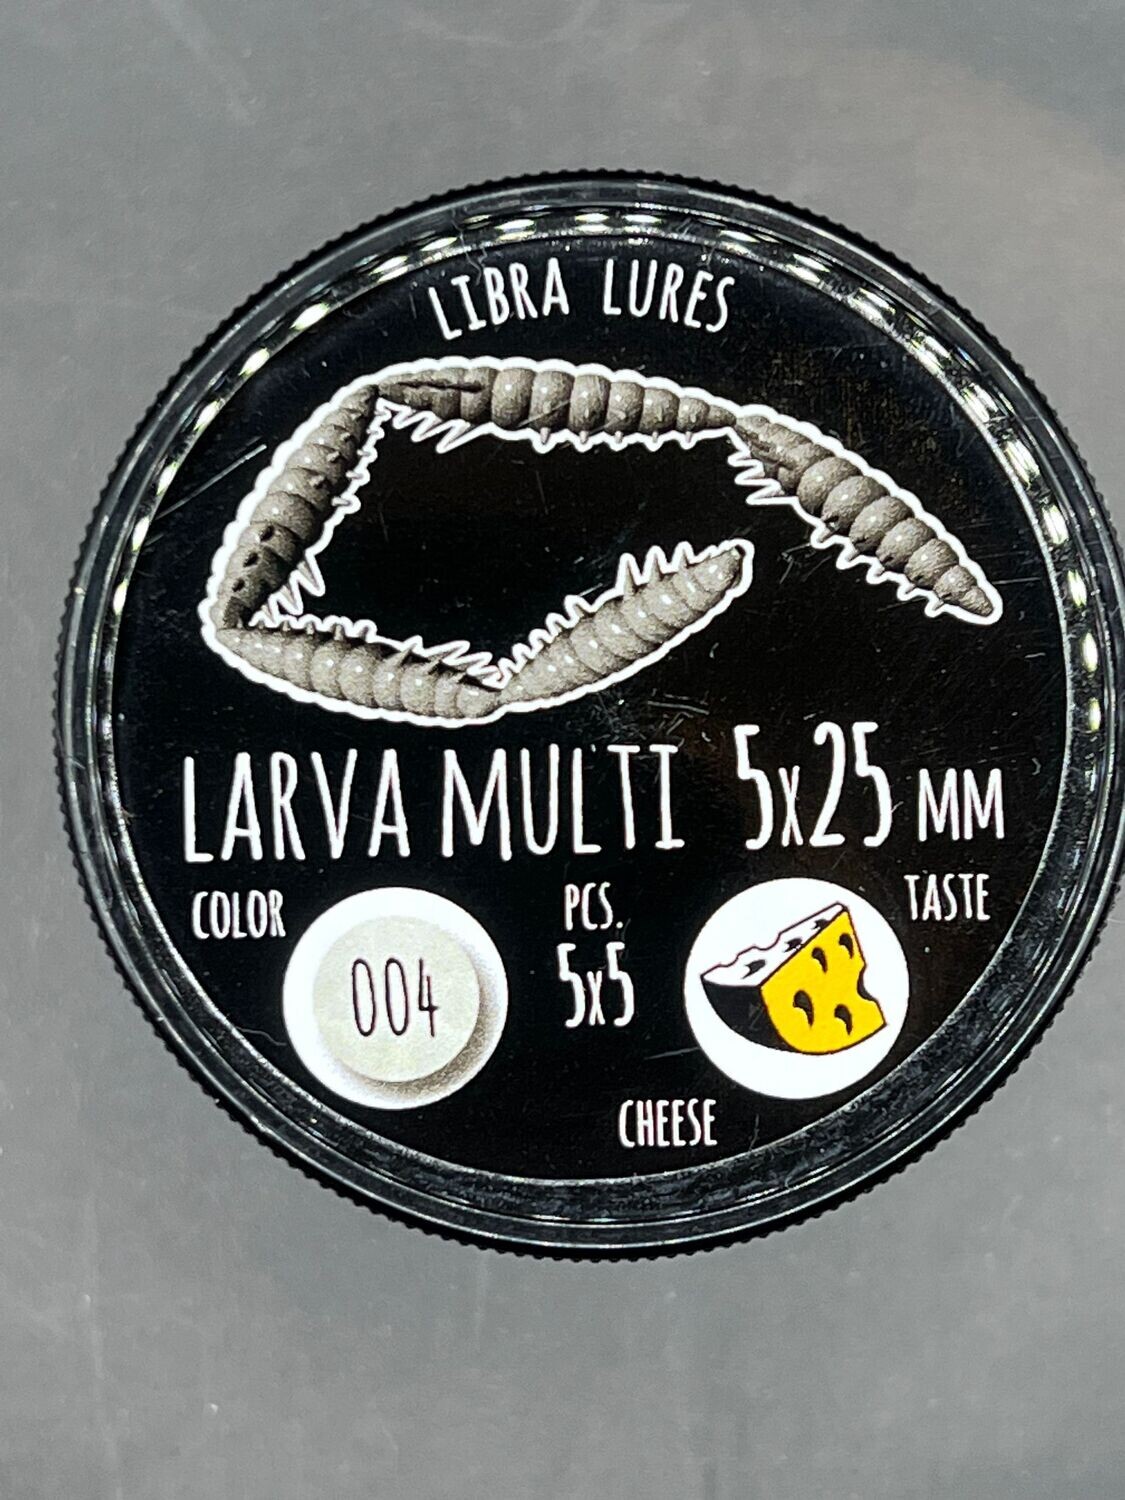 LIBRA LURES
LARVA MULTI 5x25 MM
COLOR
004
PCS.
5x5
TASTE
CHEESE